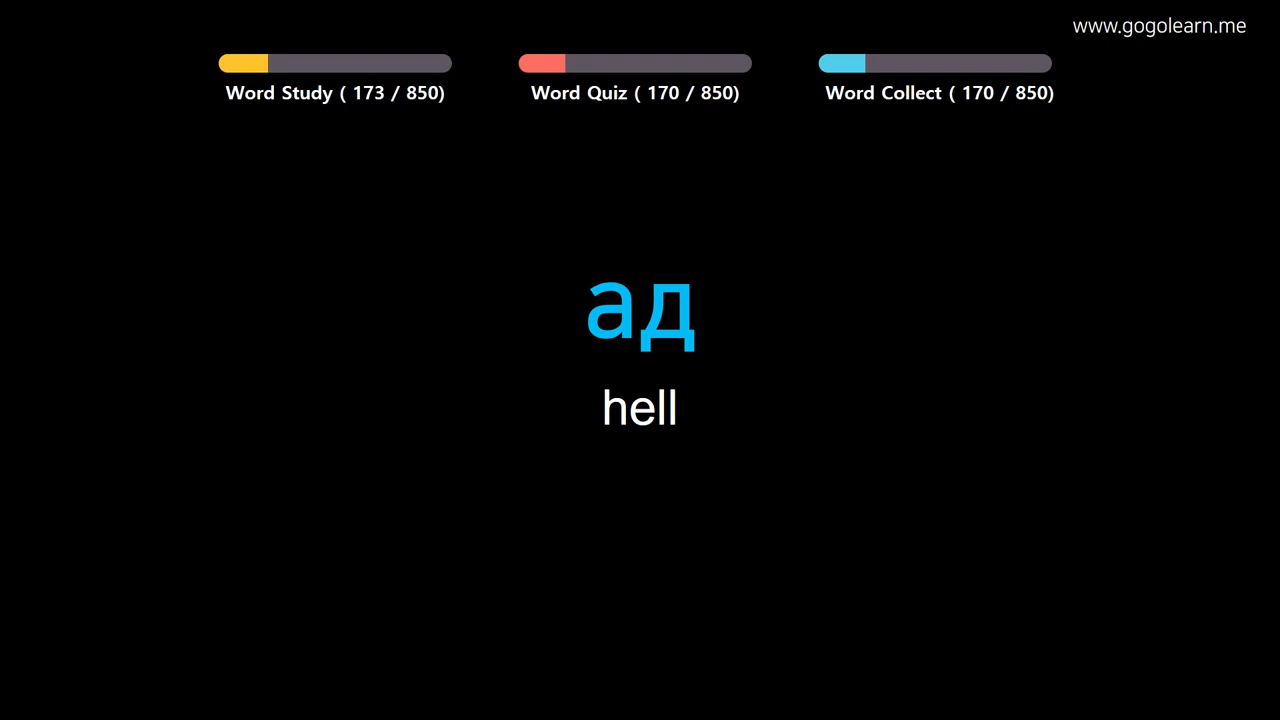 www.gogolearn.me
Word Study ( 173 / 850)
Word Quiz ( 170 / 850)
Word Collect ( 170 / 850)
ад
hell